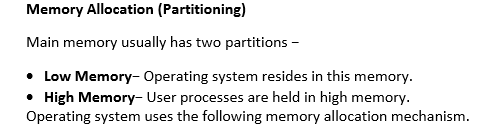 Memory Allocation (Partitioning)
Main memory usually has two partitions −
• Low Memory− Operating system resides in this memory.
• High Memory− User processes are held in high memory.
Operating system uses the following memory allocation mechanism.